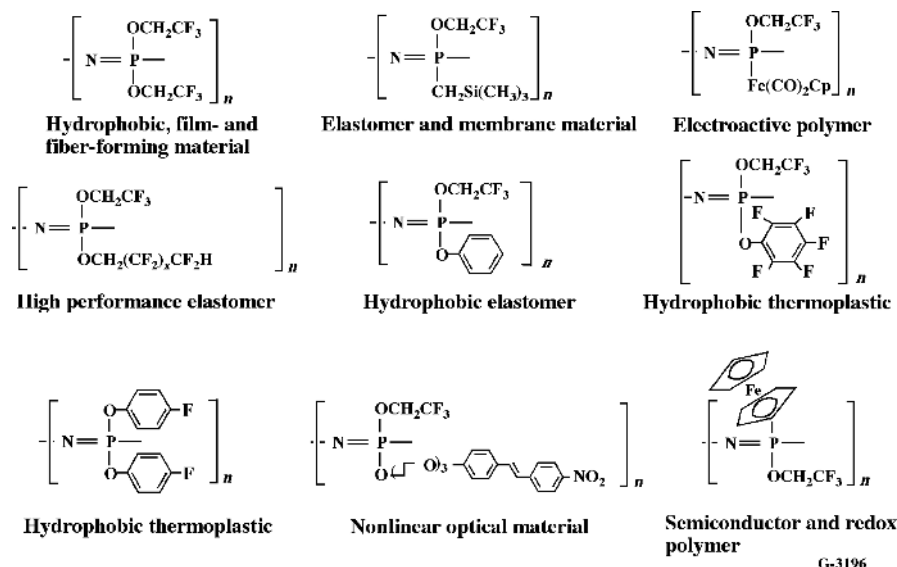 OCH2CF3
N=P—
OCH2CF3
n
Hydrophobic, film- and
fiber-forming material
OCH2CF3
N=P—
CH2Si(CH3)3
n
Elastomer and membrane material
OCH2CF3
N=P—
Fe(CO)2Cp
n
Electroactive polymer
OCH2CF3
N=P—
OCH2(CF2)xCF2H
n
High performance elastomer
OCH2CF3
N=P—
O
n
Hydrophobic elastomer
OCH2CF3
N=P—
F F
O F
F F
n
Hydrophobic thermoplastic
O F
N=P—
O F
n
Hydrophobic thermoplastic
OCH2CF3
N=P—
O( O)3 NO2
n
Nonlinear optical material
Fe
N=P—
OCH2CF3
n
Semiconductor and redox
polymer
G-3196